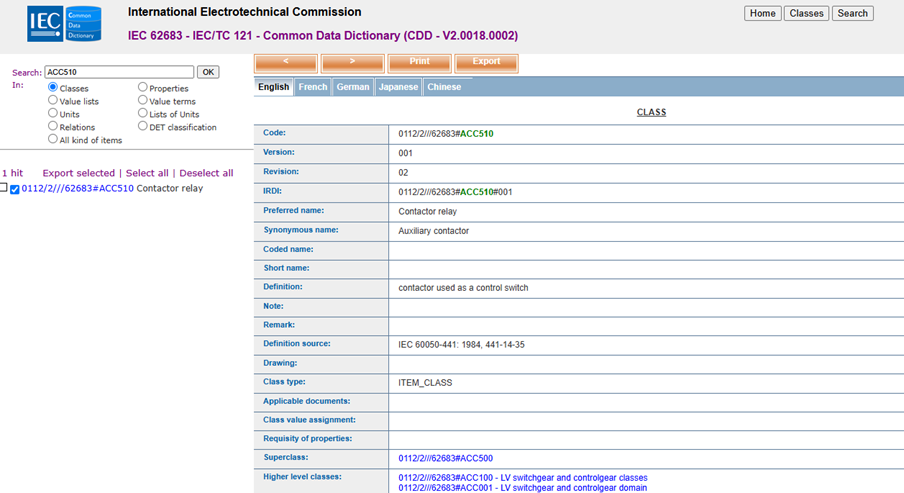 IEC Common Data Dictionary
International Electrotechnical Commission
IEC 62683 - IEC/TC 121 - Common Data Dictionary (CDD - V2.0018.0002)
Home Classes Search
Search: ACC510 OK
In: Classes Properties
Value lists Value terms
Units Lists of Units
Relations DET classification
All kind of items
1 hit Export selected | Select all | Deselect all
0112/2///62683#ACC510 Contactor relay
< > Print Export
English French German Japanese Chinese
CLASS
Code: 0112/2///62683#ACC510
Version: 001
Revision: 02
IRDI: 0112/2///62683#ACC510#001
Preferred name: Contactor relay
Synonymous name: Auxiliary contactor
Coded name:
Short name:
Definition: contactor used as a control switch
Note:
Remark:
Definition source: IEC 60050-441: 1984, 441-14-35
Drawing:
Class type: ITEM_CLASS
Applicable documents:
Class value assignment:
Requisity of properties:
Superclass: 0112/2///62683#ACC500
Higher level classes: 0112/2///62683#ACC100 - LV switchgear and controlgear classes
0112/2///62683#ACC001 - LV switchgear and controlgear domain